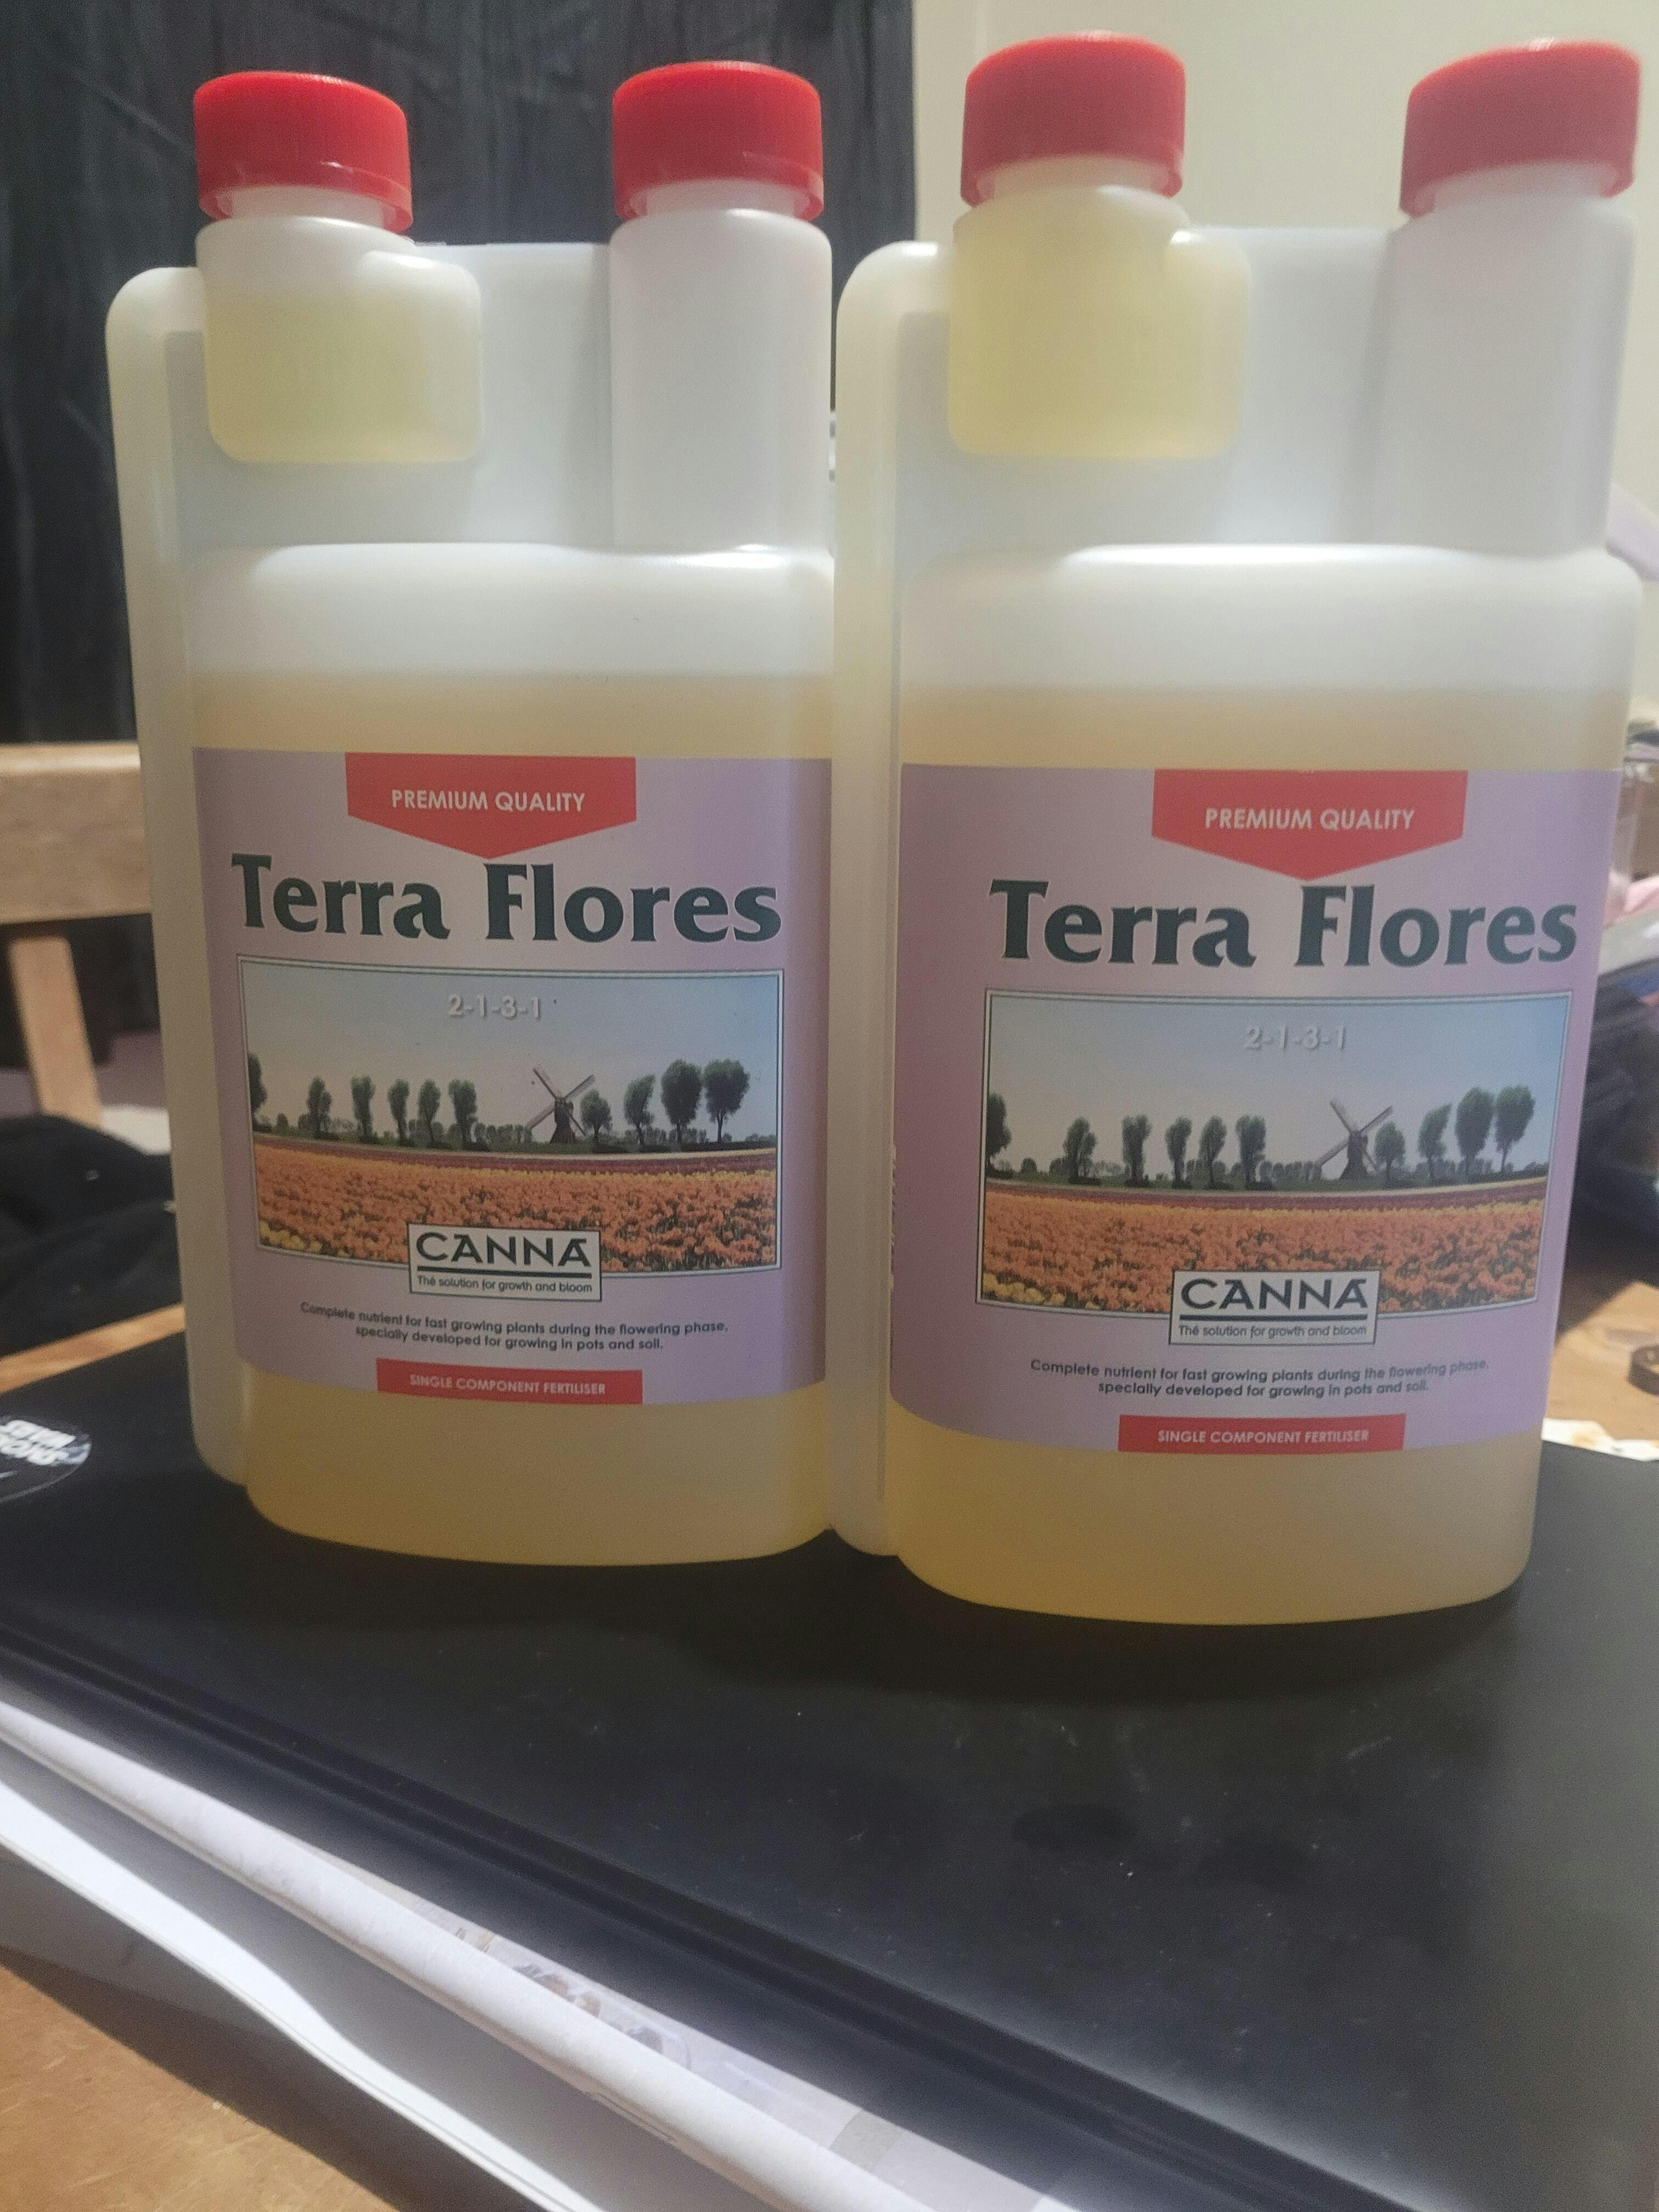 PREMIUM QUALITY
Terra Flores
2-1-3-1
CANNA
The solution for growth and bloom
Complete nutrient for fast growing plants during the flowering phase,
specially developed for growing in pots and soil.
SINGLE COMPONENT FERTILISER
PREMIUM QUALITY
Terra Flores
2-1-3-1
CANNA
The solution for growth and bloom
Complete nutrient for fast growing plants during the flowering phase,
specially developed for growing in pots and soil.
SINGLE COMPONENT FERTILISER